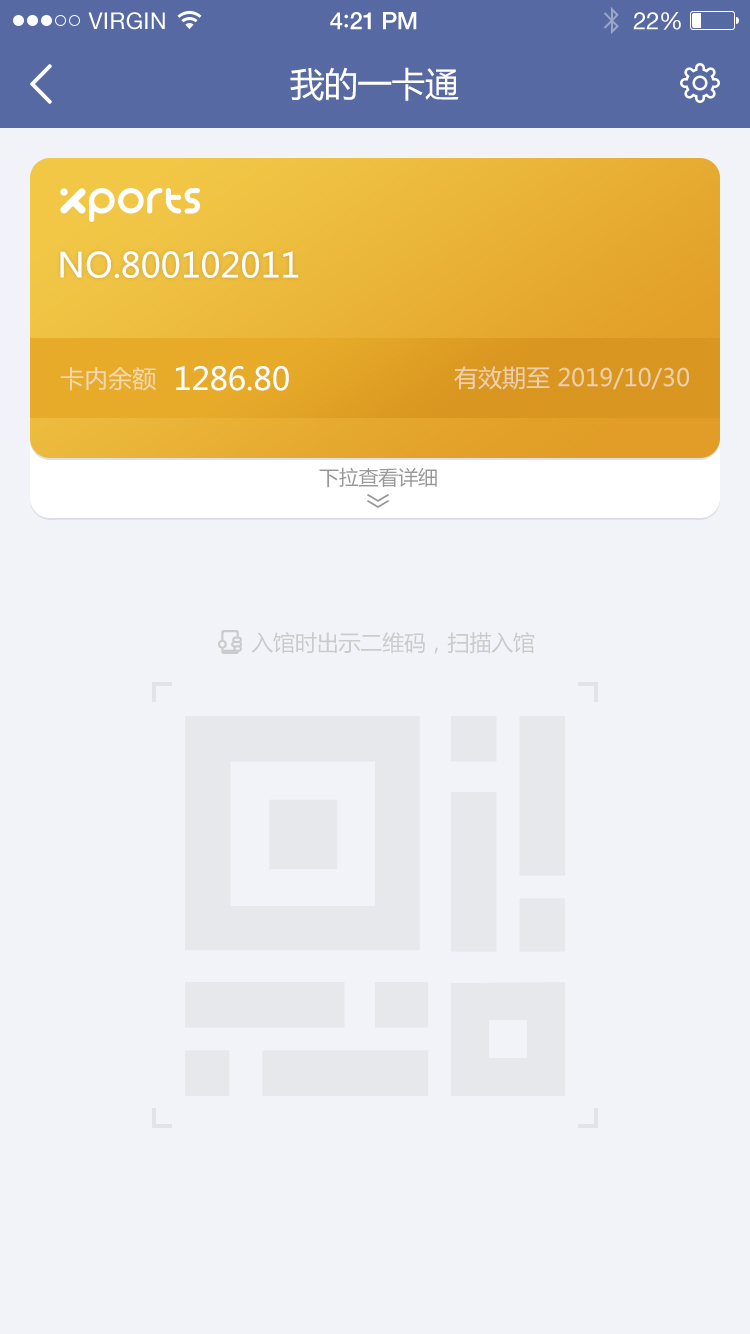 VIRGIN 4:21 PM 22%
我的一卡通
xports
NO.800102011
卡内余额 1286.80 有效期至 2019/10/30
下拉查看详细
入馆时出示二维码，扫描入馆